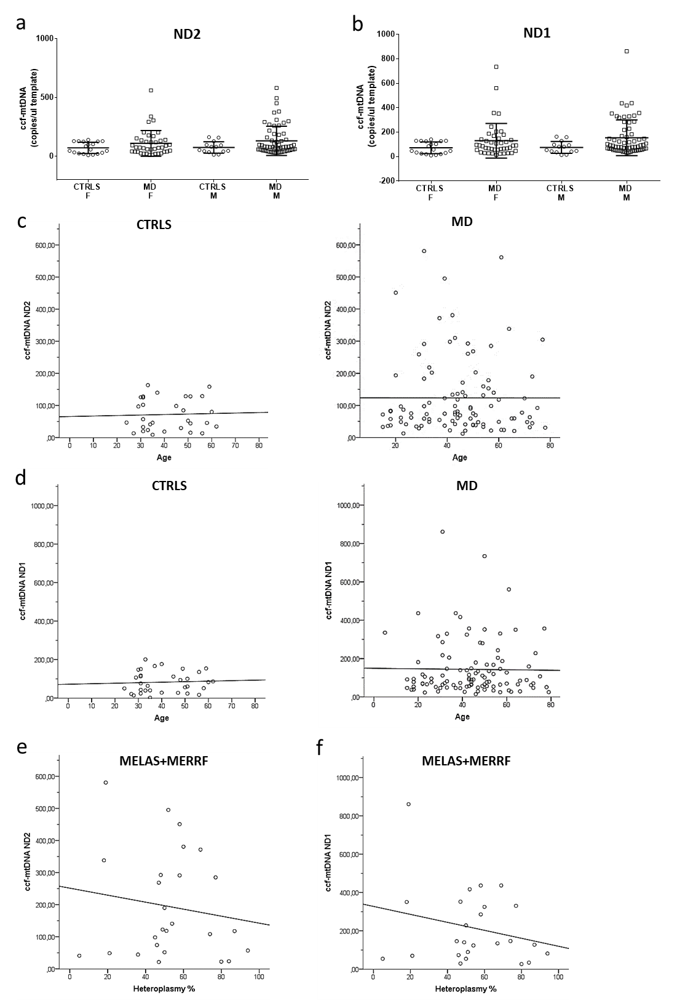 a
ND2
ccf-mtDNA
(copies/ul template)
1000
500
0
CTRLS
F
MD
F
CTRLS
M
MD
M
b
ND1
ccf-mtDNA
(copies/ul template)
1000
800
600
400
200
0
-200
CTRLS
F
MD
F
CTRLS
M
MD
M
c
CTRLS
ccf-mtDNA ND2
600,00
500,00
400,00
300,00
200,00
100,00
,00
0 10 20 30 40 50 60 70 80
Age
MD
ccf-mtDNA ND2
600,00
500,00
400,00
300,00
200,00
100,00
,00
20 40 60 80
Age
d
CTRLS
ccf-mtDNA ND1
1000,00
800,00
600,00
400,00
200,00
,00
0 10 20 30 40 50 60 70 80
Age
MD
ccf-mtDNA ND1
1000,00
800,00
600,00
400,00
200,00
,00
0 20 40 60 80
Age
e
MELAS+MERRF
ccf-mtDNA ND2
600,00
500,00
400,00
300,00
200,00
100,00
,00
0 20 40 60 80 100
Heteroplasmy %
f
MELAS+MERRF
ccf-mtDNA ND1
1000,00
800,00
600,00
400,00
200,00
,00
0 20 40 60 80 100
Heteroplasmy %